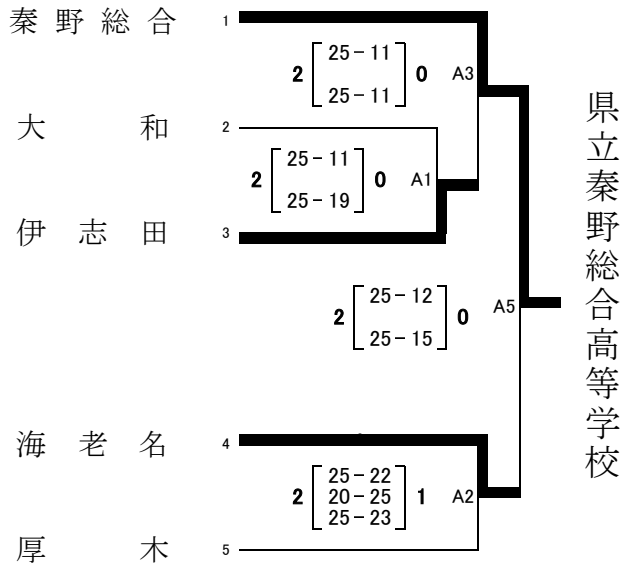 秦野総合 1
2 25-11 0 A3
25-11
大和 2
2 25-11 0 A1
25-19
伊志田 3
2 25-12 0 A5
25-15
県立秦野総合高等学校
海老名 4
25-22
2 20-25 1 A2
25-23
厚木 5